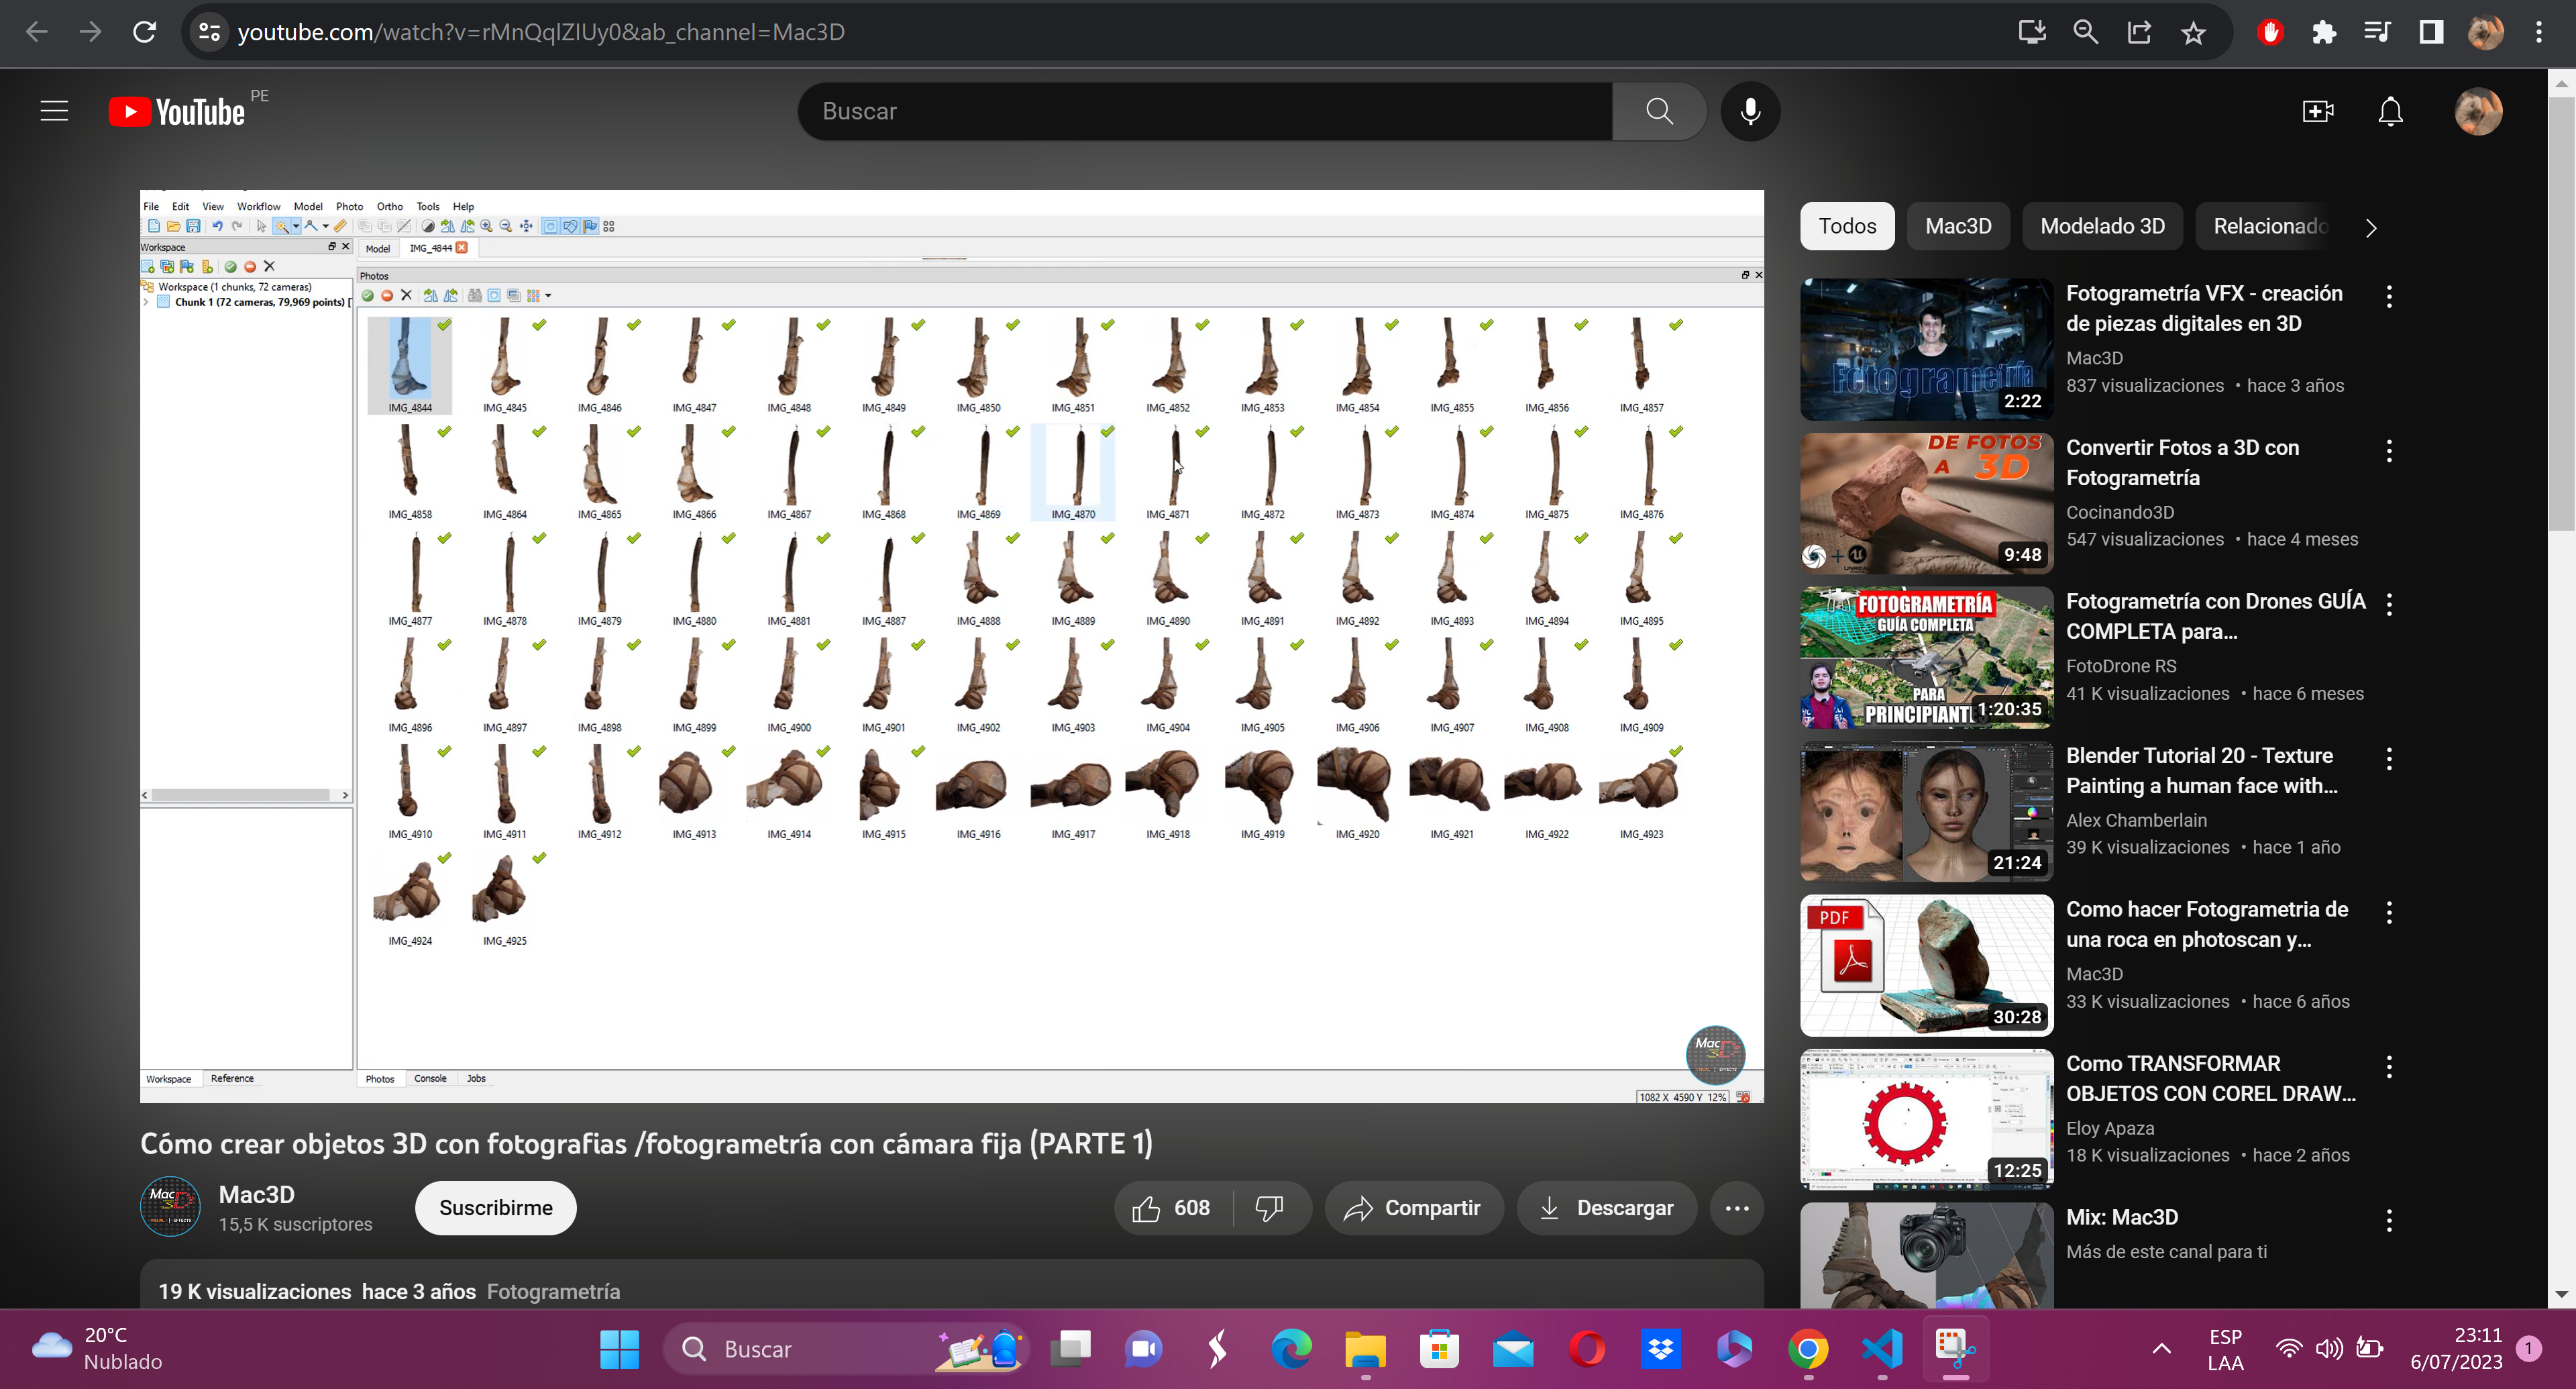 youtube.com/watch?v=rMnQqlZlUy0&ab_channel=Mac3D
YouTube PE
Buscar
File Edit View Workflow Model Photo Ortho Tools Help
Workspace
Model IMG_4844
Photos
Workspace (1 chunks, 72 cameras)
Chunk 1 (72 cameras, 79,969 points) [
IMG_4844 IMG_4845 IMG_4846 IMG_4847 IMG_4848 IMG_4849 IMG_4850 IMG_4851 IMG_4852 IMG_4853 IMG_4854 IMG_4855 IMG_4856 IMG_4857
IMG_4858 IMG_4864 IMG_4865 IMG_4866 IMG_4867 IMG_4868 IMG_4869 IMG_4870 IMG_4871 IMG_4872 IMG_4873 IMG_4874 IMG_4875 IMG_4876
IMG_4877 IMG_4878 IMG_4879 IMG_4880 IMG_4881 IMG_4887 IMG_4888 IMG_4889 IMG_4890 IMG_4891 IMG_4892 IMG_4893 IMG_4894 IMG_4895
IMG_4896 IMG_4897 IMG_4898 IMG_4899 IMG_4900 IMG_4901 IMG_4902 IMG_4903 IMG_4904 IMG_4905 IMG_4906 IMG_4907 IMG_4908 IMG_4909
IMG_4910 IMG_4911 IMG_4912 IMG_4913 IMG_4914 IMG_4915 IMG_4916 IMG_4917 IMG_4918 IMG_4919 IMG_4920 IMG_4921 IMG_4922 IMG_4923
IMG_4924 IMG_4925
Mac
3D
Workspace Reference
Photos Console Jobs
1082 X 4590 Y 12%
Cómo crear objetos 3D con fotografias /fotogrametría con cámara fija (PARTE 1)
Mac3D
15,5 K suscriptores
Suscribirme
608
Compartir
Descargar
19 K visualizaciones hace 3 años Fotogrametría
Todos Mac3D Modelado 3D Relacionado
Fotogrametría
2:22
Fotogrametría VFX - creación
de piezas digitales en 3D
Mac3D
837 visualizaciones • hace 3 años
DE FOTOS
A 3D
9:48
Convertir Fotos a 3D con
Fotogrametría
Cocinando3D
547 visualizaciones • hace 4 meses
FOTOGRAMETRÍA
GUÍA COMPLETA
PARA
1:20:35
Fotogrametría con Drones GUÍA
COMPLETA para...
FotoDrone RS
41 K visualizaciones • hace 6 meses
21:24
Blender Tutorial 20 - Texture
Painting a human face with...
Alex Chamberlain
39 K visualizaciones • hace 1 año
PDF
30:28
Como hacer Fotogrametria de
una roca en photoscan y...
Mac3D
33 K visualizaciones • hace 6 años
12:25
Como TRANSFORMAR
OBJETOS CON COREL DRAW...
Eloy Apaza
18 K visualizaciones • hace 2 años
Mix: Mac3D
Más de este canal para ti
20°C
Nublado
Buscar
ESP
LAA
23:11
6/07/2023
1